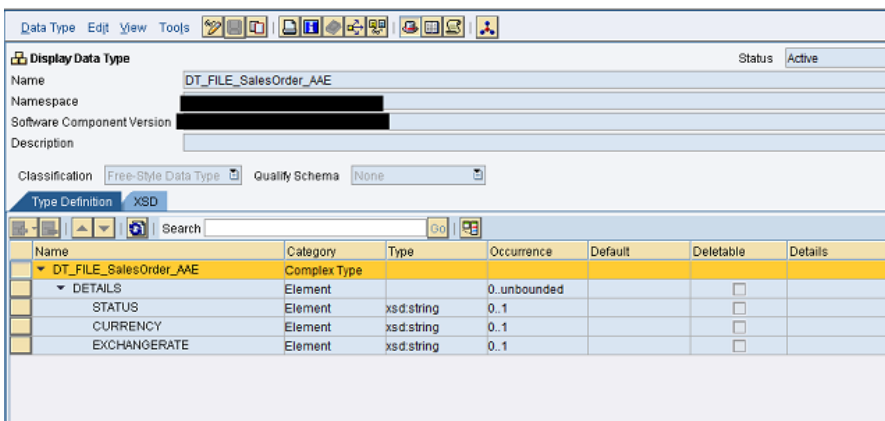 Data Type Edit View Tools
Display Data Type Status Active
Name DT_FILE_SalesOrder_AAE
Namespace
Software Component Version
Description
Classification Free-Style Data Type Qualify Schema None
Type Definition XSD
Search Go
Name Category Type Occurrence Default Deletable Details
DT_FILE_SalesOrder_AAE Complex Type
DETAILS Element 0..unbounded
STATUS Element xsd:string 0..1
CURRENCY Element xsd:string 0..1
EXCHANGERATE Element xsd:string 0..1